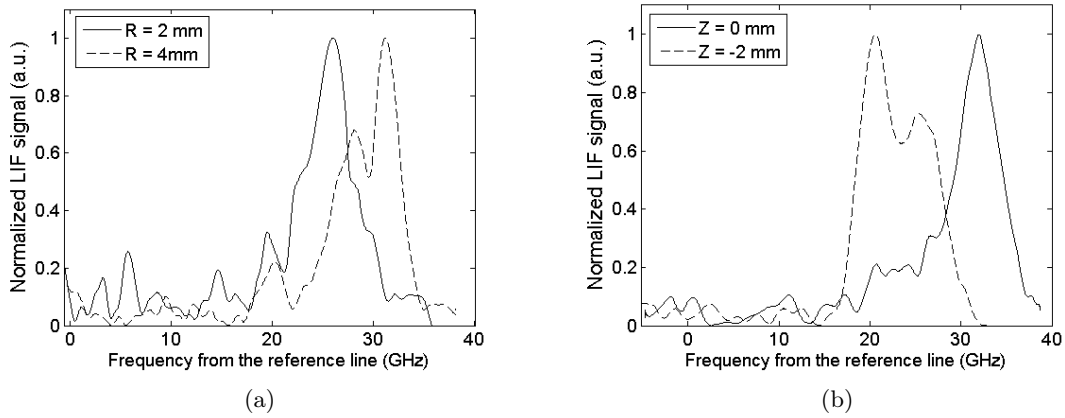 R = 2 mm
R = 4mm
Normalized LIF signal (a.u.)
1
0.8
0.6
0.4
0.2
0
0 10 20 30 40
Frequency from the reference line (GHz)
(a)
Z = 0 mm
Z = -2 mm
Normalized LIF signal (a.u.)
1
0.8
0.6
0.4
0.2
0
0 10 20 30 40
Frequency from the reference line (GHz)
(b)